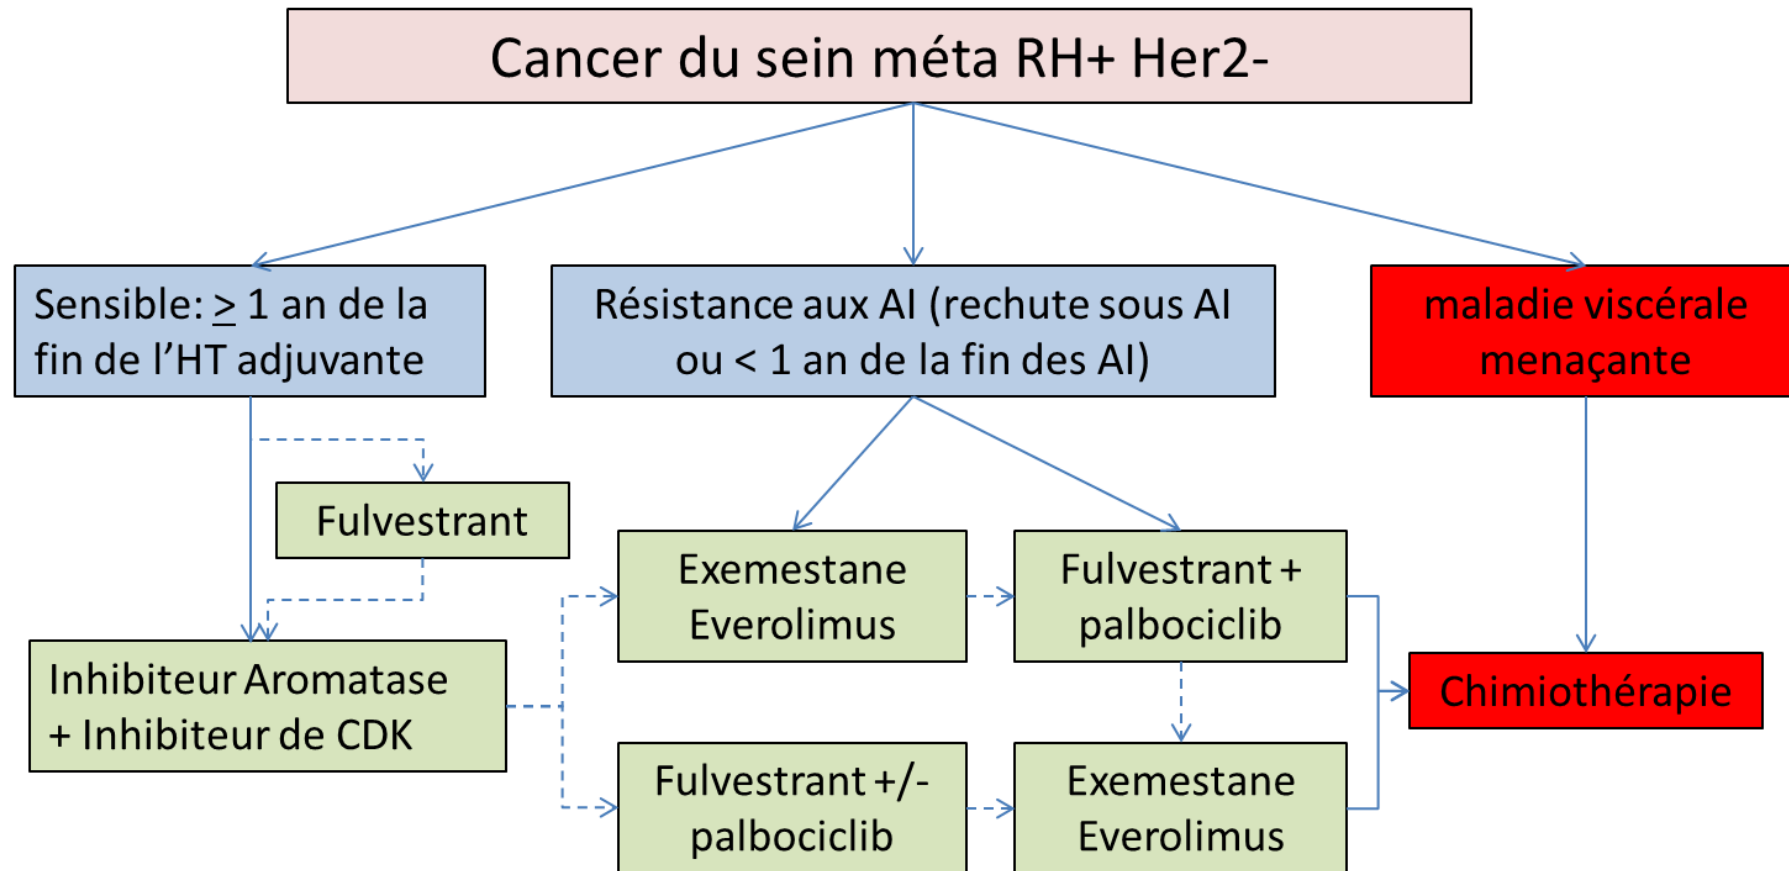 Cancer du sein méta RH+ Her2-
Sensible: ≥ 1 an de la
fin de l’HT adjuvante
Résistance aux AI (rechute sous AI
ou < 1 an de la fin des AI)
maladie viscérale
menaçante
Fulvestrant
Exemestane
Everolimus
Fulvestrant +
palbociclib
Inhibiteur Aromatase
+ Inhibiteur de CDK
Chimiothérapie
Fulvestrant +/-
palbociclib
Exemestane
Everolimus